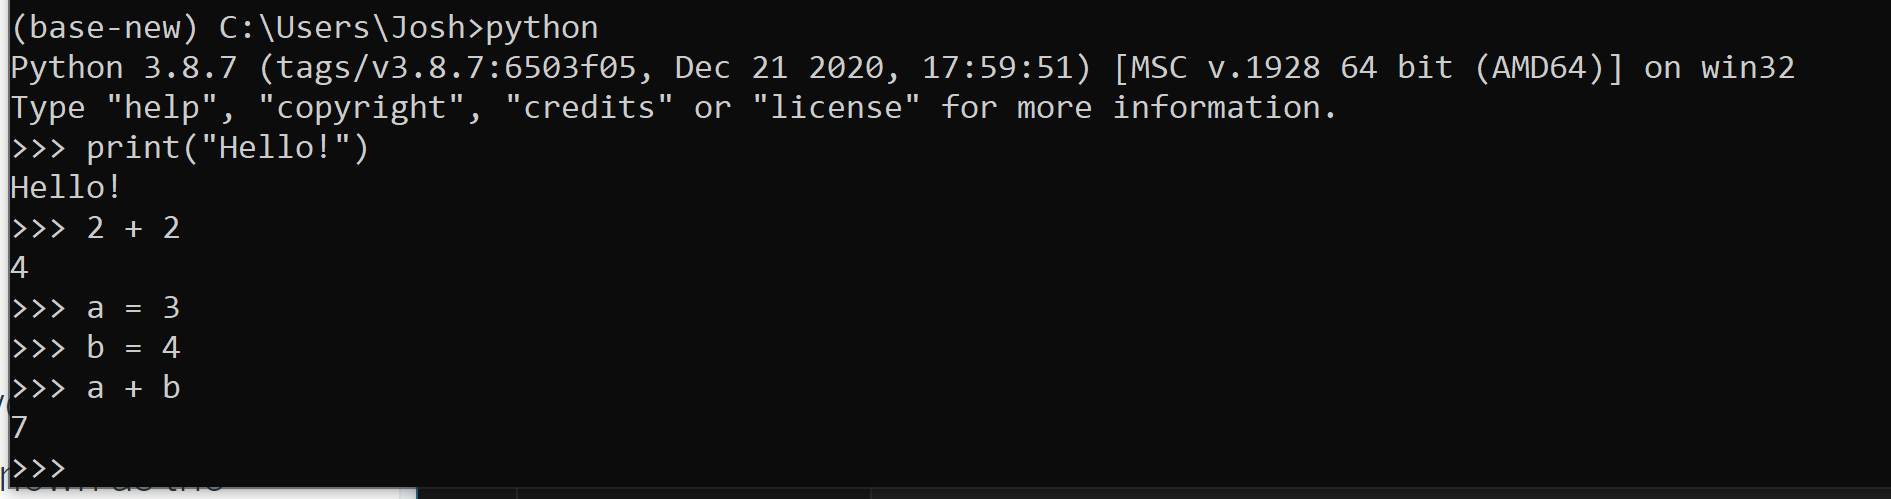 (base-new) C:\Users\Josh>python
Python 3.8.7 (tags/v3.8.7:6503f05, Dec 21 2020, 17:59:51) [MSC v.1928 64 bit (AMD64)] on win32
Type "help", "copyright", "credits" or "license" for more information.
>>> print("Hello!")
Hello!
>>> 2 + 2
4
>>> a = 3
>>> b = 4
>>> a + b
7
>>>